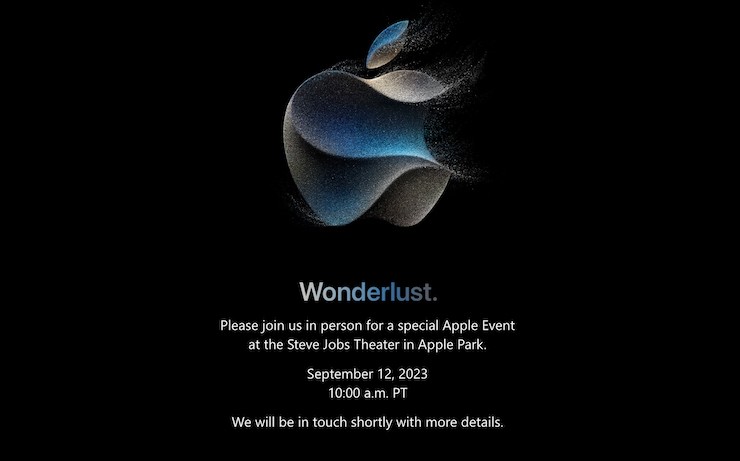 Wonderlust.
Please join us in person for a special Apple Event
at the Steve Jobs Theater in Apple Park.
September 12, 2023
10:00 a.m. PT
We will be in touch shortly with more details.